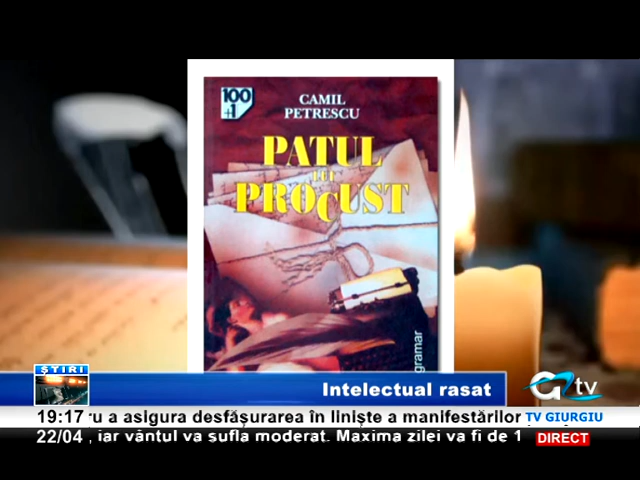 100
+1
CAMIL
PETRESCU
PATUL
LUI
PROCUST
gramar
ȘTIRI
Intelectual rasat
G tv
19:17 ru a asigura desfășurarea în liniște a manifestărilor TV GIURGIU
22/04 , iar vântul va sufla moderat. Maxima zilei va fi de 1 DIRECT